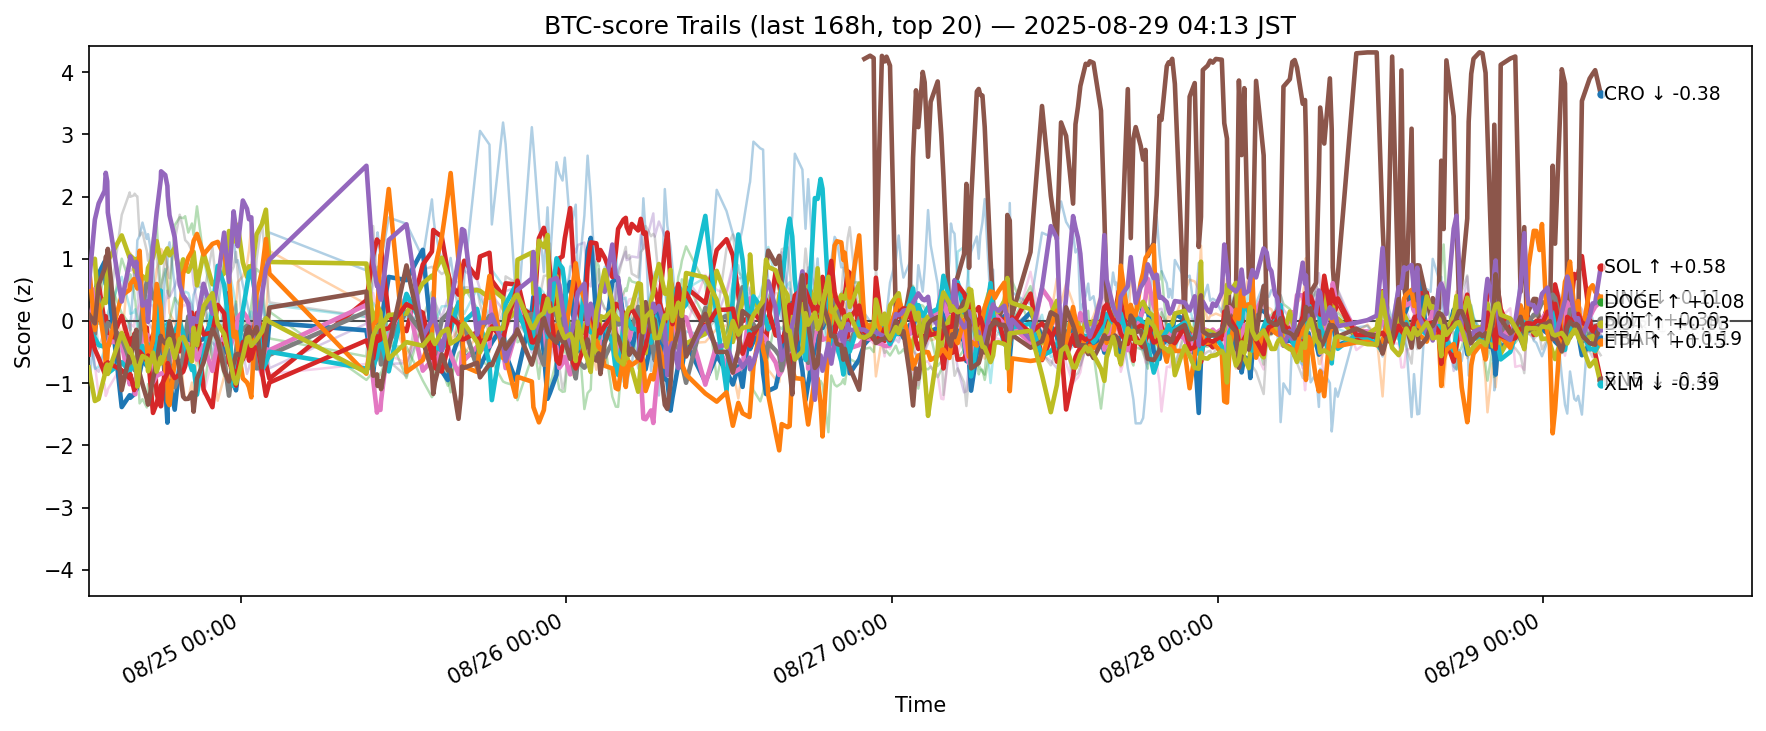 BTC-score Trails (last 168h, top 20) — 2025-08-29 04:13 JST
Score (z)
4
3
2
1
0
−1
−2
−3
−4
CRO ↓ -0.38
SOL ↑ +0.58
DOGE ↑ +0.08
DOT ↑ +0.03
ETH ↑ +0.15
XLM ↓ -0.39
08/25 00:00
08/26 00:00
08/27 00:00
08/28 00:00
08/29 00:00
Time